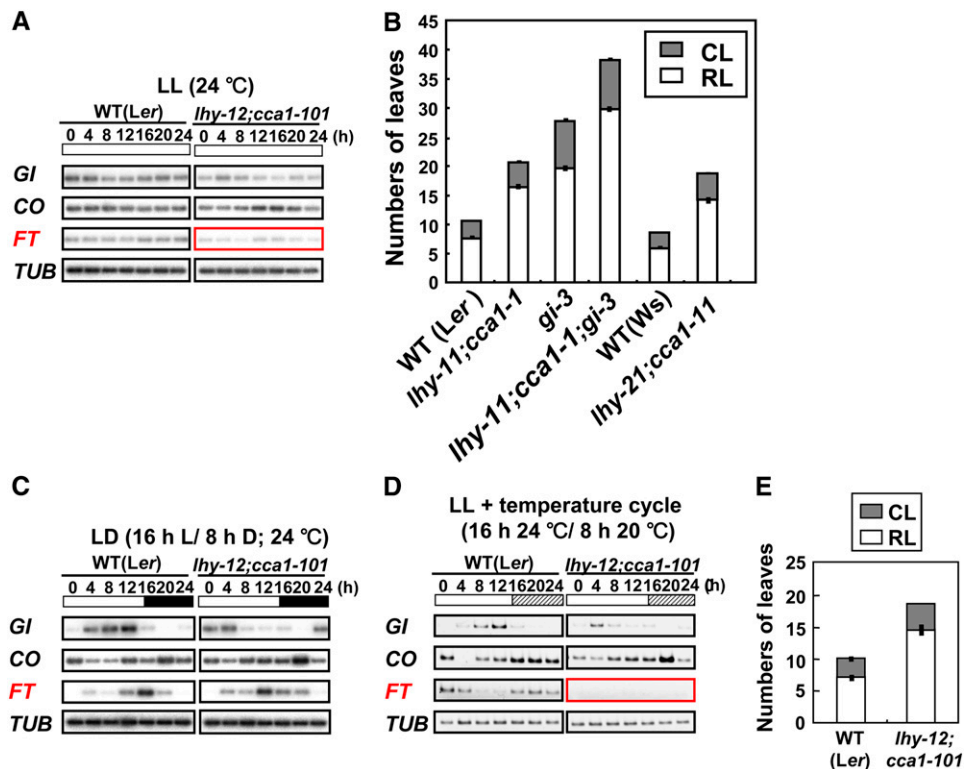 A
LL (24 ℃)
WT(Ler) lhy-12;cca1-101
0 4 8 12 16 20 24 0 4 8 12 16 20 24 (h)
GI
CO
FT
TUB
B
Numbers of leaves
45
40
35
30
25
20
15
10
5
0
CL
RL
WT (Ler)
lhy-11;cca1-1
gi-3
lhy-11;cca1-1;gi-3
WT(Ws)
lhy-21;cca1-11
C
LD (16 h L/ 8 h D; 24 ℃)
WT(Ler) lhy-12;cca1-101
0 4 8 12 16 20 24 0 4 8 12 16 20 24 (h)
GI
CO
FT
TUB
D
LL + temperature cycle
(16 h 24 ℃/ 8 h 20 ℃)
WT(Ler) lhy-12;cca1-101
0 4 8 12 16 20 24 0 4 8 12 16 20 24 (h)
GI
CO
FT
TUB
E
CL
RL
Numbers of leaves
25
20
15
10
5
0
WT
(Ler)
lhy-12;
cca1-101